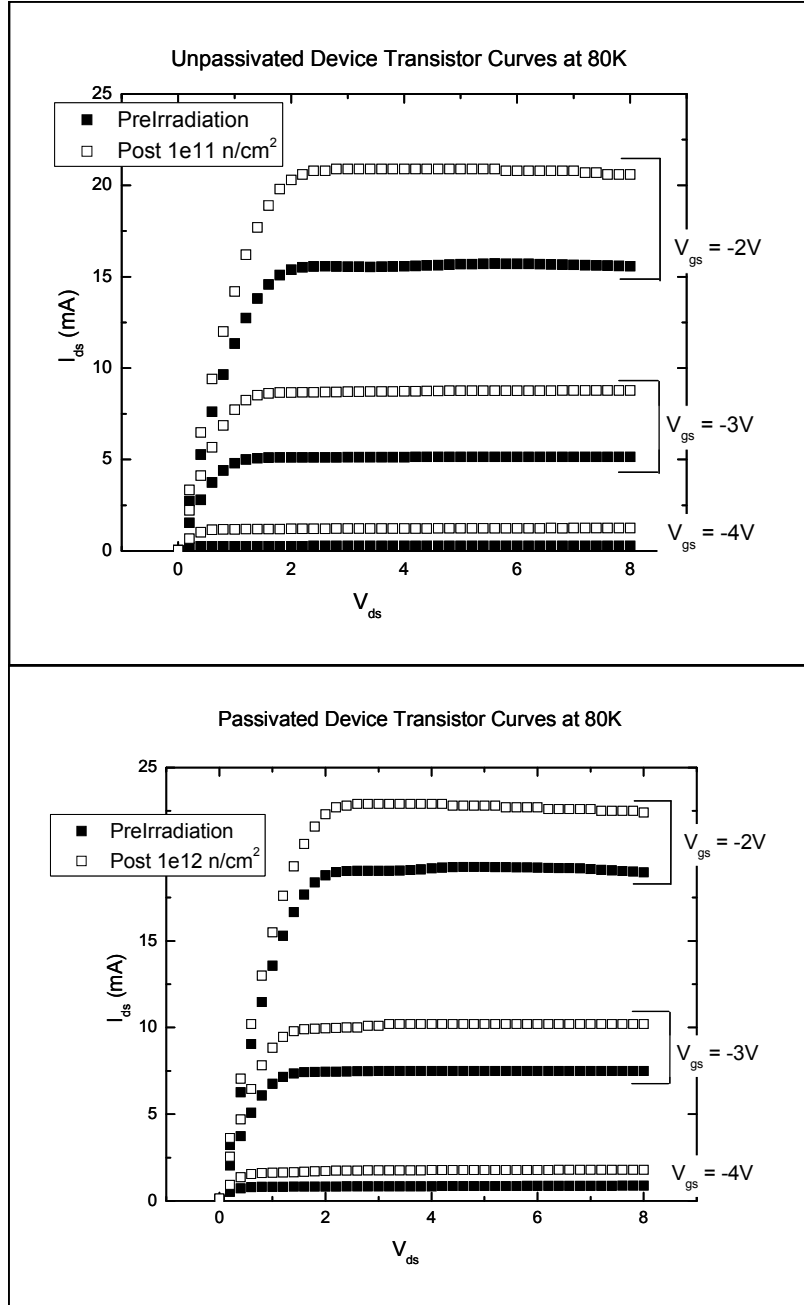 Unpassivated Device Transistor Curves at 80K
25
PreIrradiation
Post 1e11 n/cm²
20
V_gs = -2V
15
I_ds (mA)
10
V_gs = -3V
5
V_gs = -4V
0
0 2 4 6 8
V_ds
Passivated Device Transistor Curves at 80K
25
PreIrradiation
Post 1e12 n/cm²
V_gs = -2V
15
I_ds (mA)
10
V_gs = -3V
5
V_gs = -4V
0
0 2 4 6 8
V_ds